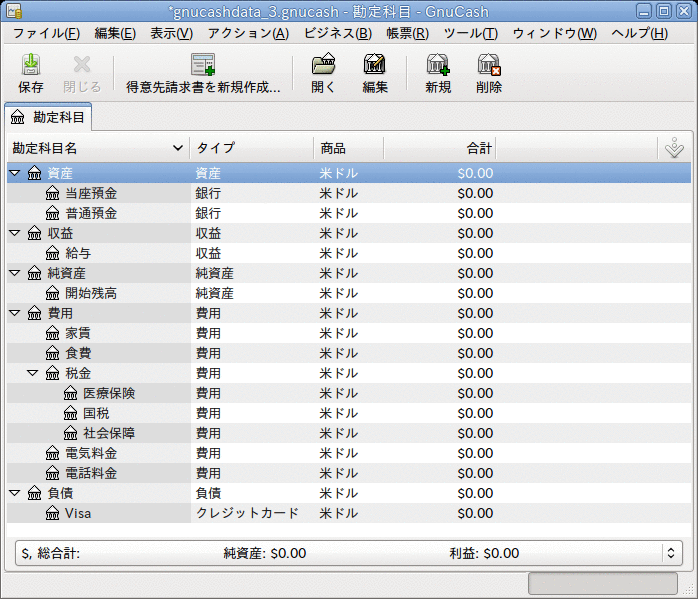 *gnucashdata_3.gnucash - 勘定科目 - GnuCash
ファイル(F) 編集(E) 表示(V) アクション(A) ビジネス(B) 帳票(R) ツール(T) ウィンドウ(W) ヘルプ(H)
保存 閉じる 得意先請求書を新規作成... 開く 編集 新規 削除
勘定科目
勘定科目名 タイプ 商品 合計
資産 資産 米ドル $0.00
当座預金 銀行 米ドル $0.00
普通預金 銀行 米ドル $0.00
収益 収益 米ドル $0.00
給与 収益 米ドル $0.00
純資産 純資産 米ドル $0.00
開始残高 純資産 米ドル $0.00
費用 費用 米ドル $0.00
家賃 費用 米ドル $0.00
食費 費用 米ドル $0.00
税金 費用 米ドル $0.00
医療保険 費用 米ドル $0.00
国税 費用 米ドル $0.00
社会保障 費用 米ドル $0.00
電気料金 費用 米ドル $0.00
電話料金 費用 米ドル $0.00
負債 負債 米ドル $0.00
Visa クレジットカード 米ドル $0.00
$, 総合計: 純資産: $0.00 利益: $0.00